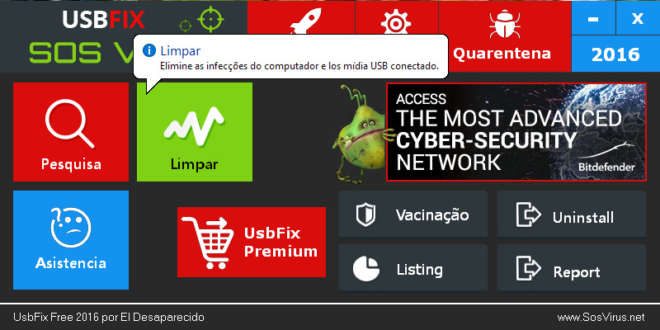 USBFIX
SOS V
Limpar
Elimine as infecções do computador e los mídia USB conectado.
Quarentena
– X
2016
Pesquisa
Limpar
ACCESS
THE MOST ADVANCED
CYBER-SECURITY
NETWORK
Bitdefender
Asistencia
UsbFix
Premium
Vacinação
Uninstall
Listing
Report
UsbFix Free 2016 por El Desaparecido
www.SosVirus.net